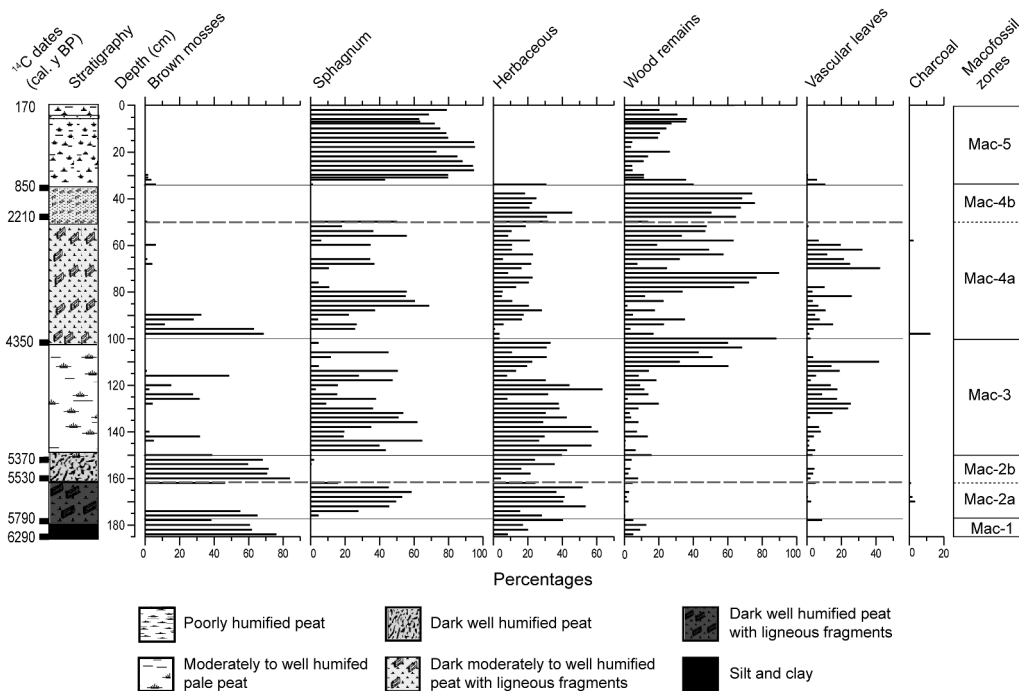 ¹⁴C dates
(cal. y BP)
Stratigraphy
Depth (cm)
Brown mosses
Sphagnum
Herbaceous
Wood remains
Vascular leaves
Charcoal
Macofossil
zones
170
850
2210
4350
5370
5530
5790
6290
0
20
40
60
80
100
120
140
160
180
Mac-5
Mac-4b
Mac-4a
Mac-3
Mac-2b
Mac-2a
Mac-1
0 20 40 60 80
0 20 40 60 80 100
0 20 40 60 80 100
0 20 40 60 80 100
0 20 40
0 20
Percentages
Poorly humified peat
Dark well humified peat
Dark well humified peat
with ligneous fragments
Moderately to well humifed
pale peat
Dark moderately to well humified
peat with ligneous fragments
Silt and clay